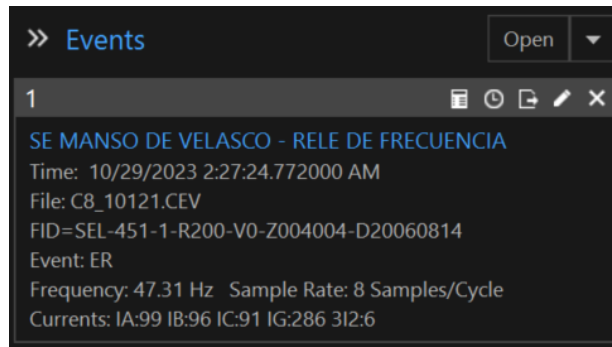 Events
Open
1
SE MANSO DE VELASCO - RELE DE FRECUENCIA
Time: 10/29/2023 2:27:24.772000 AM
File: C8_10121.CEV
FID=SEL-451-1-R200-V0-Z004004-D20060814
Event: ER
Frequency: 47.31 Hz Sample Rate: 8 Samples/Cycle
Currents: IA:99 IB:96 IC:91 IG:286 3I2:6